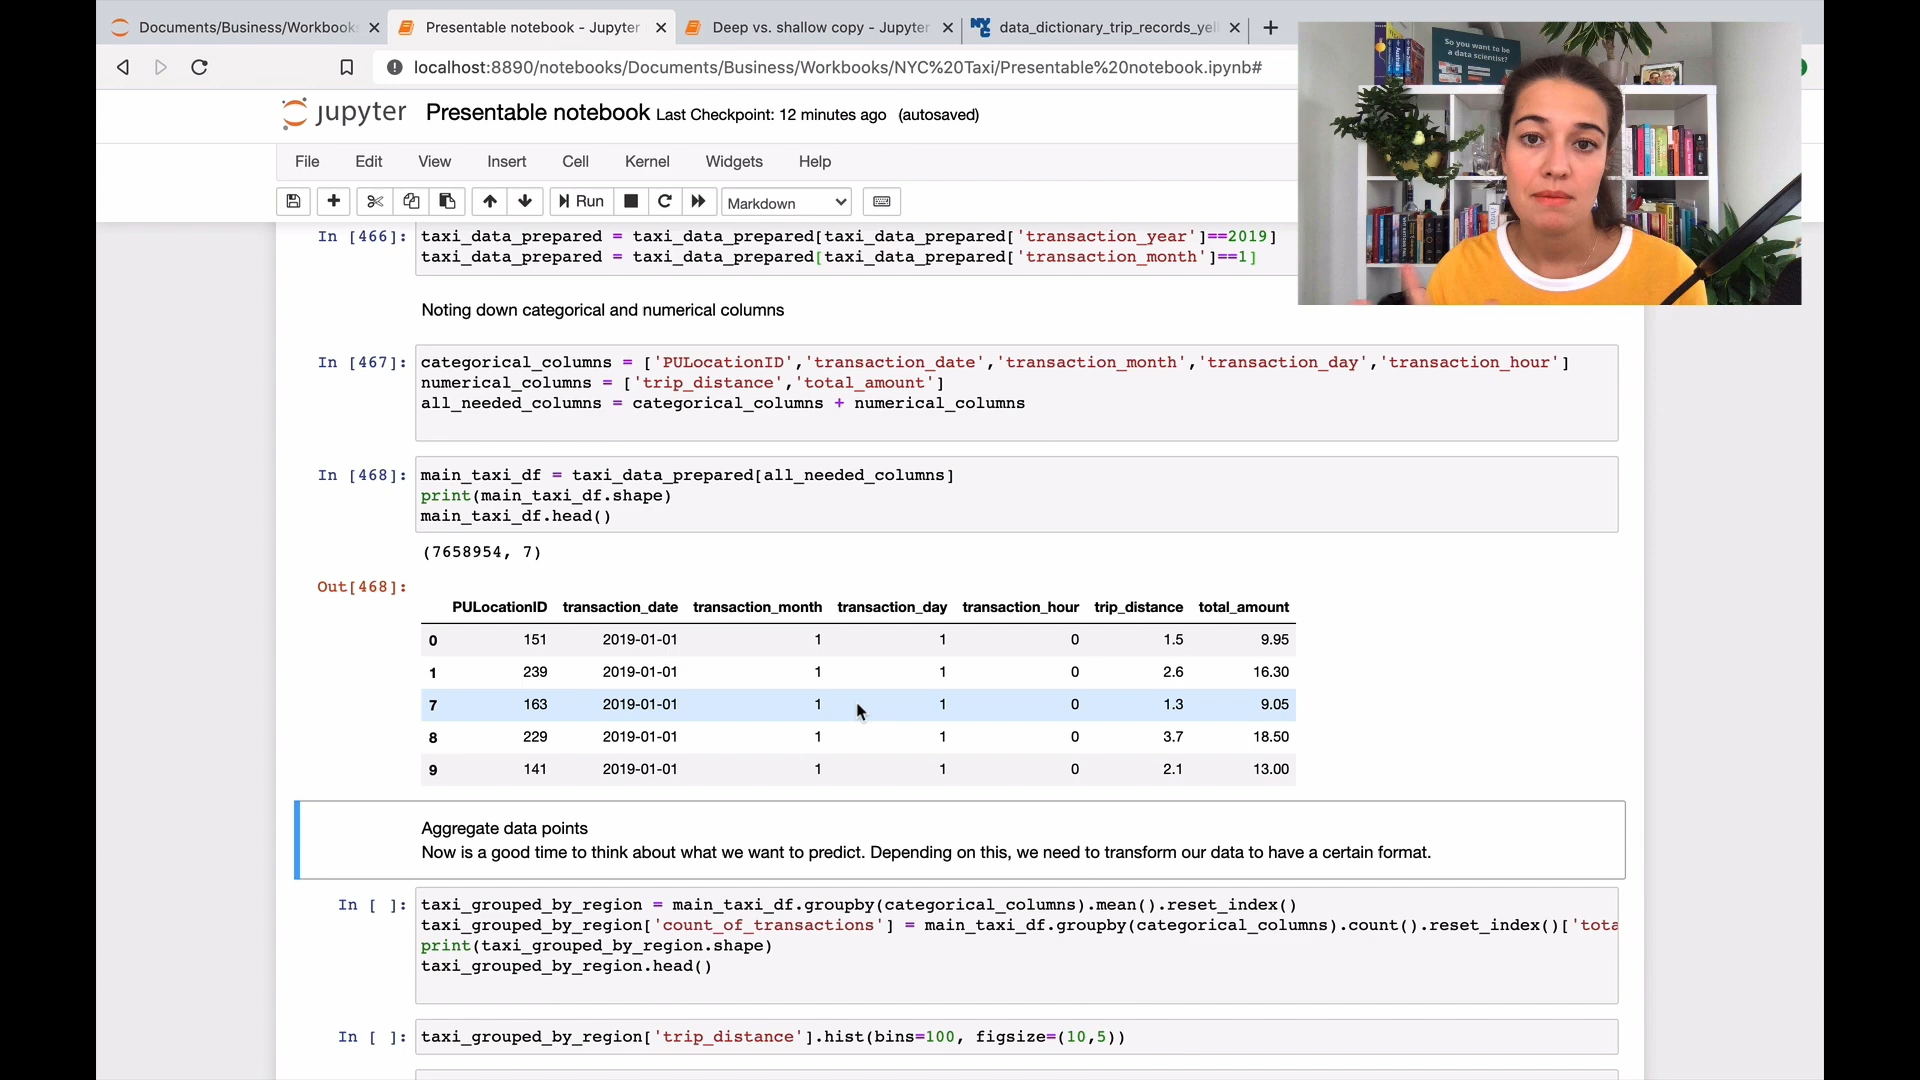 Documents/Business/Workbooks
Presentable notebook - Jupyter
Deep vs. shallow copy - Jupyter
NYC
data_dictionary_trip_records_yell
localhost:8890/notebooks/Documents/Business/Workbooks/NYC%20Taxi/Presentable%20notebook.ipynb#
So you want to be
a data scientist?
jupyter Presentable notebook Last Checkpoint: 12 minutes ago (autosaved)
File Edit View Insert Cell Kernel Widgets Help
Run Markdown
In [466]: taxi_data_prepared = taxi_data_prepared[taxi_data_prepared['transaction_year']==2019]
taxi_data_prepared = taxi_data_prepared[taxi_data_prepared['transaction_month']==1]
Noting down categorical and numerical columns
In [467]: categorical_columns = ['PULocationID','transaction_date','transaction_month','transaction_day','transaction_hour']
numerical_columns = ['trip_distance','total_amount']
all_needed_columns = categorical_columns + numerical_columns
In [468]: main_taxi_df = taxi_data_prepared[all_needed_columns]
print(main_taxi_df.shape)
main_taxi_df.head()
(7658954, 7)
Out[468]:
PULocationID transaction_date transaction_month transaction_day transaction_hour trip_distance total_amount
0 151 2019-01-01 1 1 0 1.5 9.95
1 239 2019-01-01 1 1 0 2.6 16.30
7 163 2019-01-01 1 1 0 1.3 9.05
8 229 2019-01-01 1 1 0 3.7 18.50
9 141 2019-01-01 1 1 0 2.1 13.00
Aggregate data points
Now is a good time to think about what we want to predict. Depending on this, we need to transform our data to have a certain format.
In [ ]: taxi_grouped_by_region = main_taxi_df.groupby(categorical_columns).mean().reset_index()
taxi_grouped_by_region['count_of_transactions'] = main_taxi_df.groupby(categorical_columns).count().reset_index()['tota
print(taxi_grouped_by_region.shape)
taxi_grouped_by_region.head()
In [ ]: taxi_grouped_by_region['trip_distance'].hist(bins=100, figsize=(10,5))